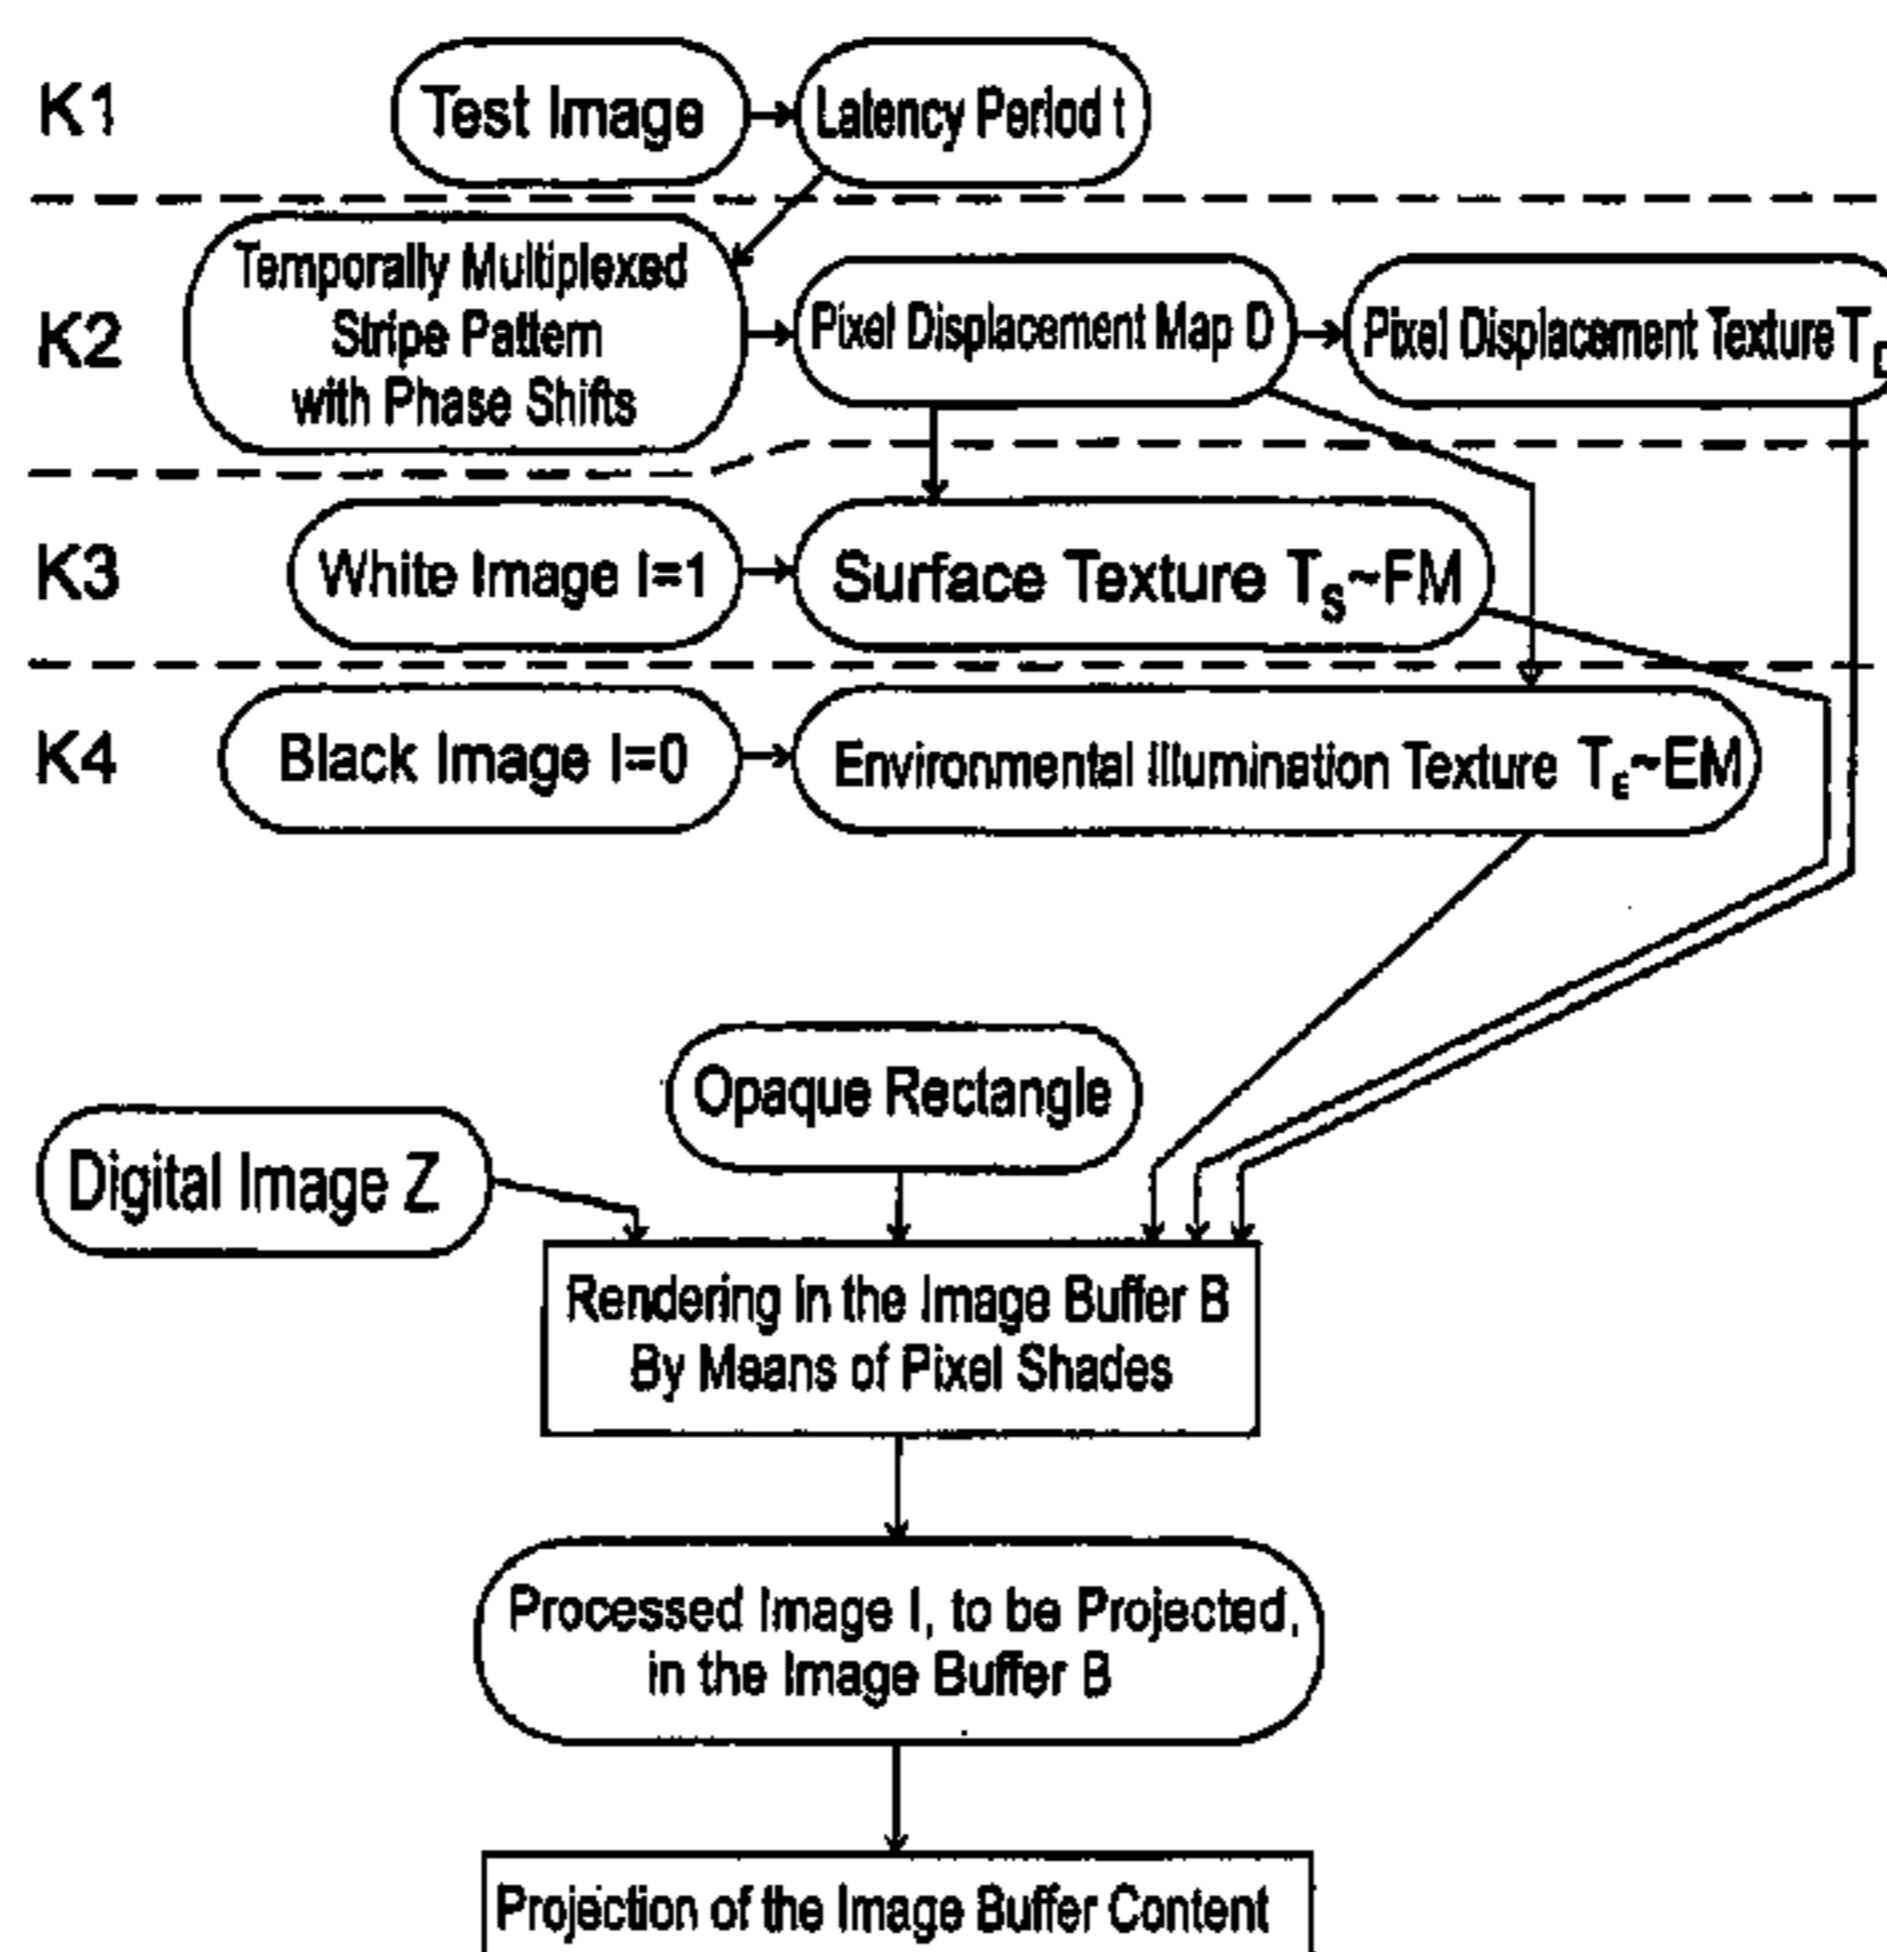 K1
Test Image
Latency Period t
K2
Temporally Multiplexed
Stripe Pattern
with Phase Shifts
Pixel Displacement Map D
Pixel Displacement Texture T_D
K3
White Image I=1
Surface Texture T_S~FM
K4
Black Image I=0
Environmental Illumination Texture T_E~EM
Opaque Rectangle
Digital Image Z
Rendering in the Image Buffer B
By Means of Pixel Shades
Processed Image I, to be Projected,
in the Image Buffer B
Projection of the Image Buffer Content